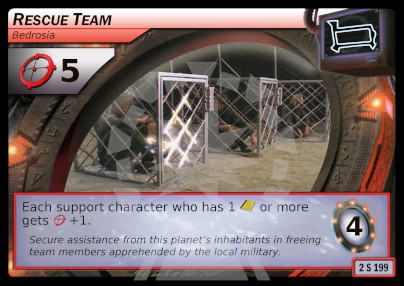 RESCUE TEAM
Bedrosia
5
Each support character who has 1 or more
gets +1.
4
Secure assistance from this planet's inhabitants in freeing
team members apprehended by the local military.
2 S 199